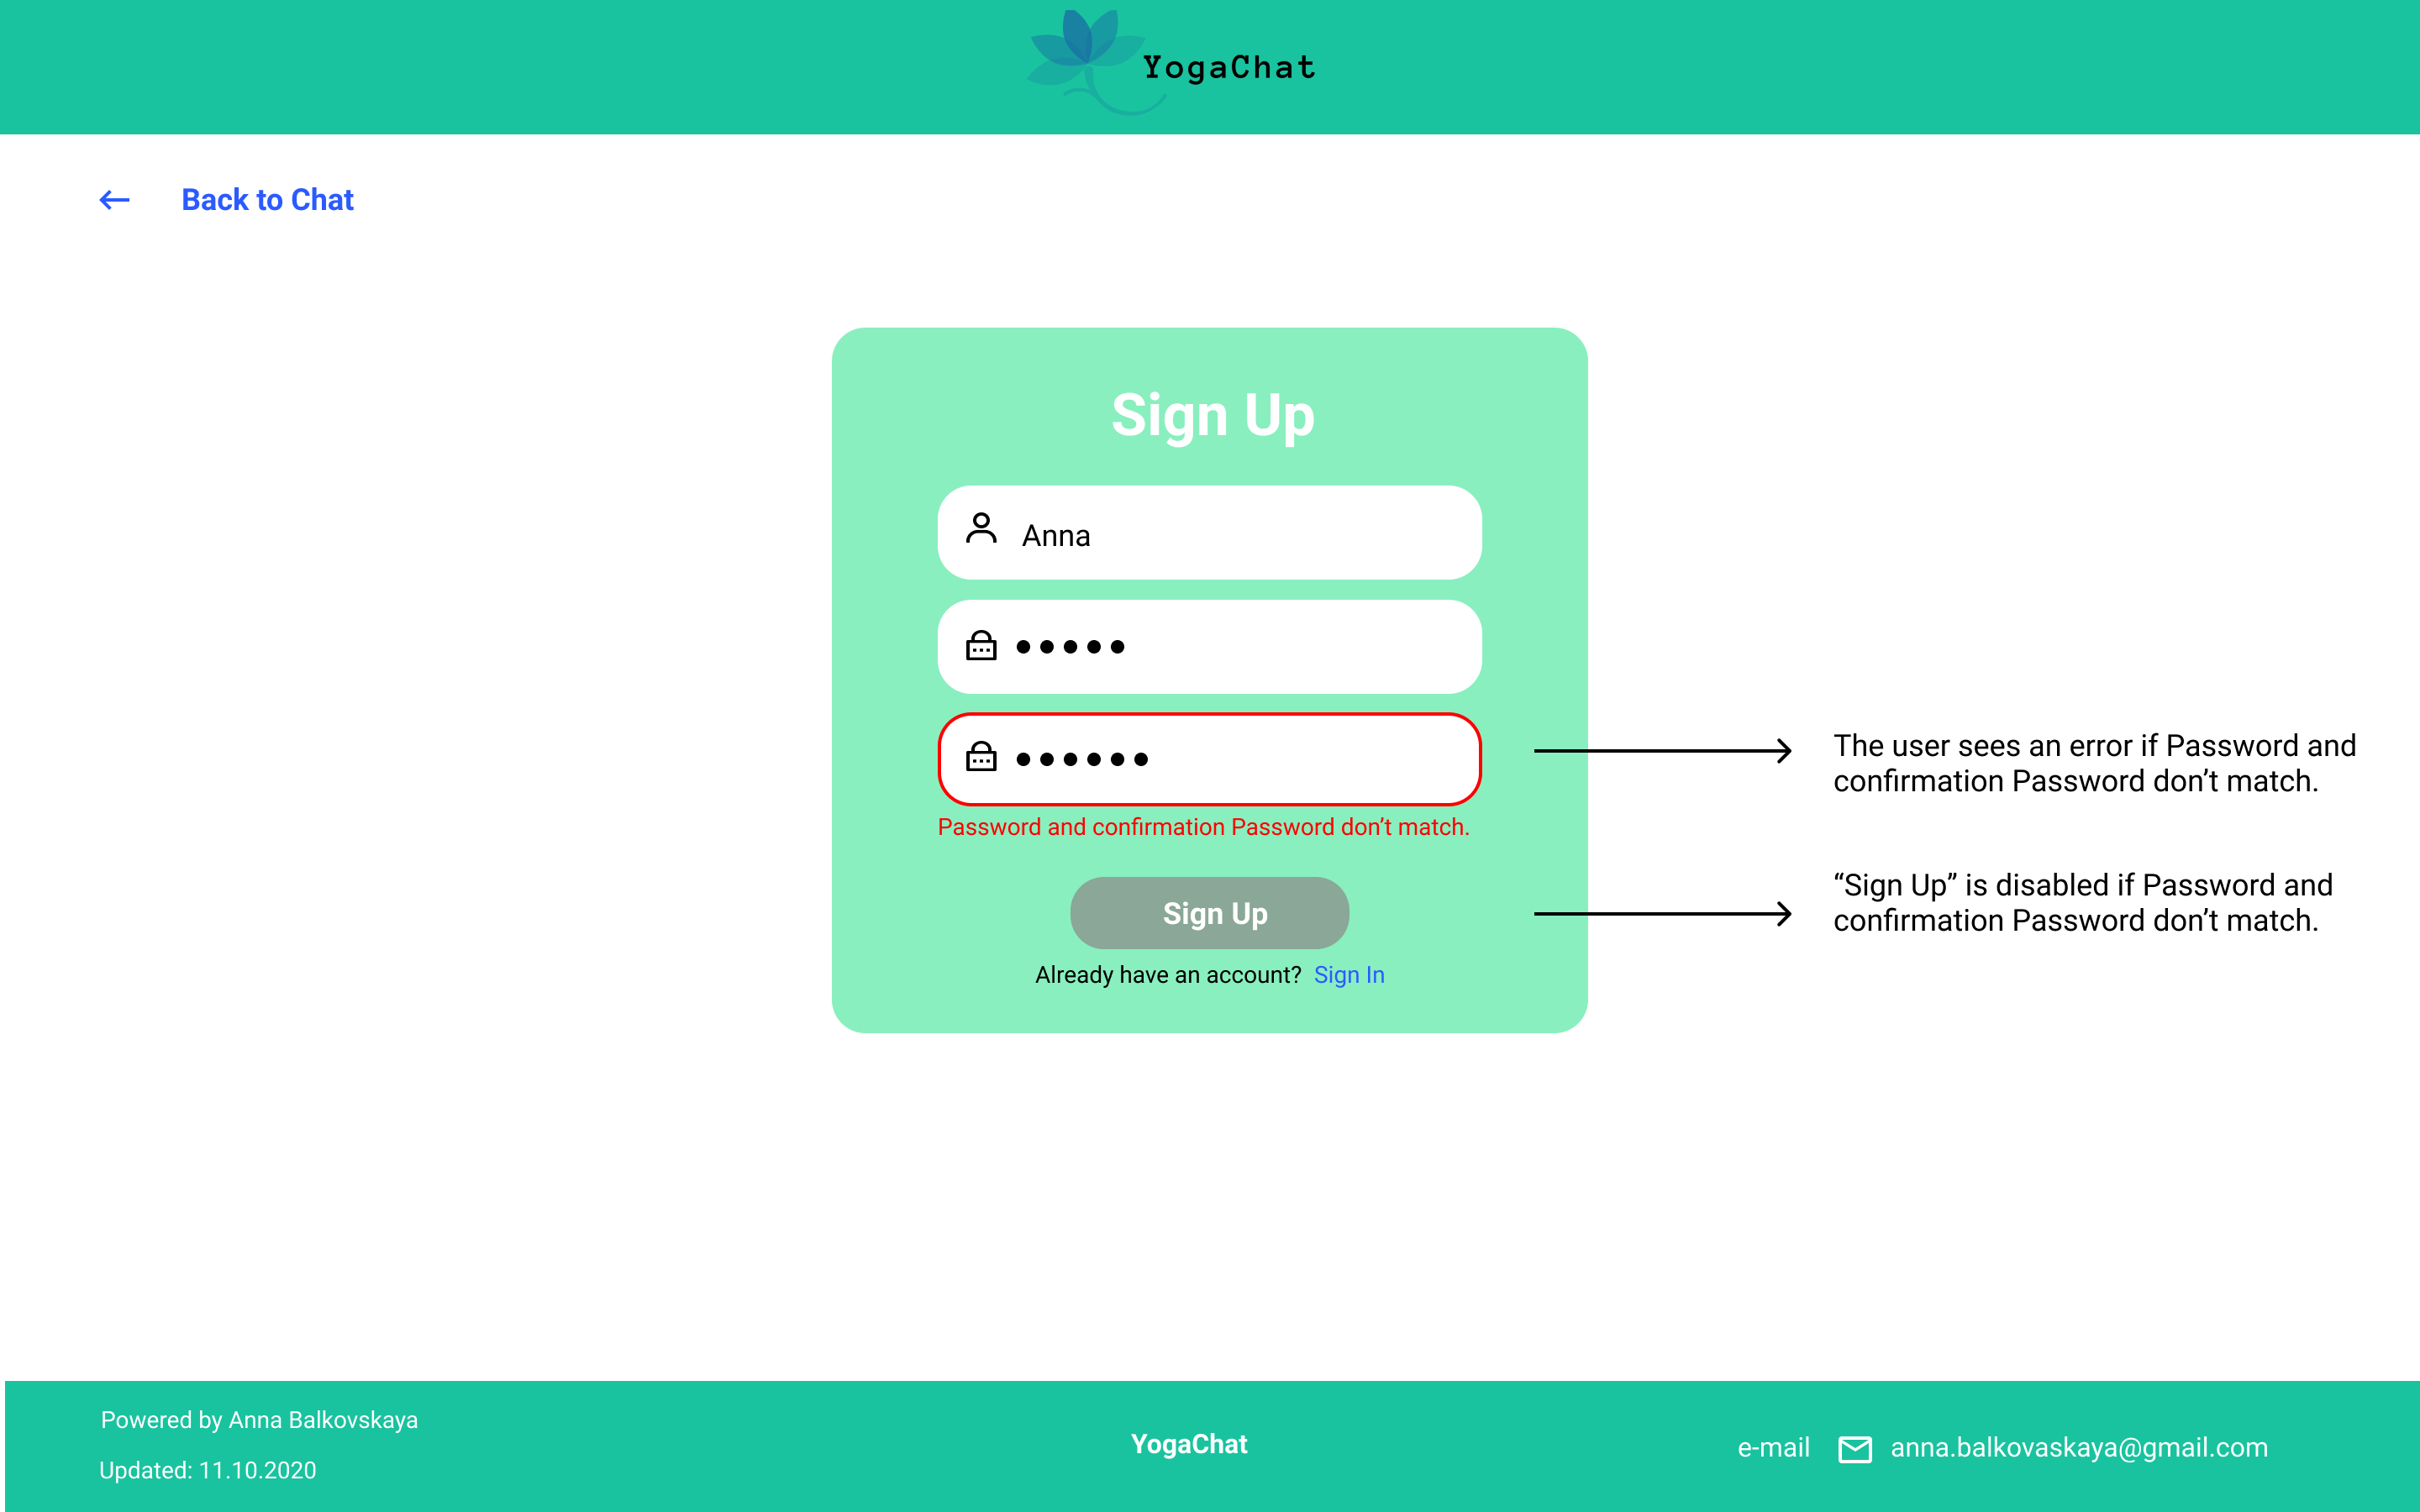 YogaChat
Back to Chat
Sign Up
Anna
Password and confirmation Password don’t match.
Sign Up
Already have an account? Sign In
The user sees an error if Password and
confirmation Password don’t match.
“Sign Up” is disabled if Password and
confirmation Password don’t match.
Powered by Anna Balkovskaya
Updated: 11.10.2020
YogaChat
e-mail anna.balkovaskaya@gmail.com